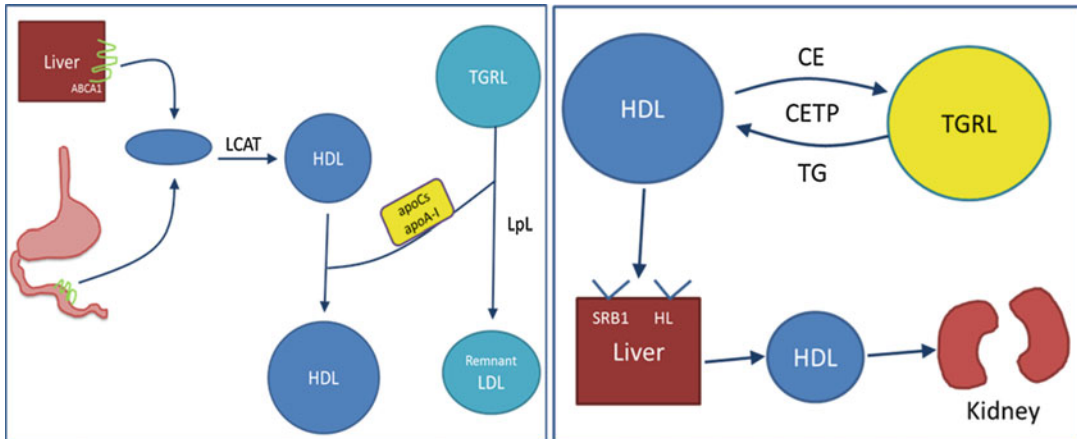 Liver
ABCA1
LCAT
HDL
TGRL
apoCs
apoA-I
LpL
HDL
Remnant
LDL
HDL
CE
CETP
TG
TGRL
SRB1 HL
Liver
HDL
Kidney